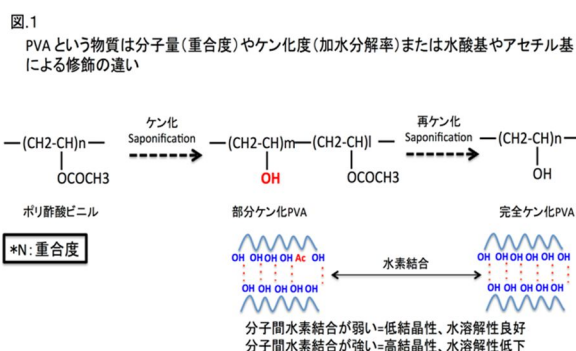 図.1
PVA という物質は分子量(重合度)やケン化度(加水分解率)または水酸基やアセチル基
による修飾の違い
ケン化
Saponification
再ケン化
Saponification
—(CH2-CH)n—
—(CH2-CH)m—(CH2-CH)l —
—(CH2-CH)n—
OCOCH3
OH
OCOCH3
OH
ポリ酢酸ビニル
部分ケン化PVA
完全ケン化PVA
*N:重合度
OH OH OH OH Ac OH
OH OH OH OH OH
水素結合
OH OH OH OH OH
OH OH OH OH OH
分子間水素結合が弱い=低結晶性、水溶解性良好
分子間水素結合が強い=高結晶性、水溶解性低下